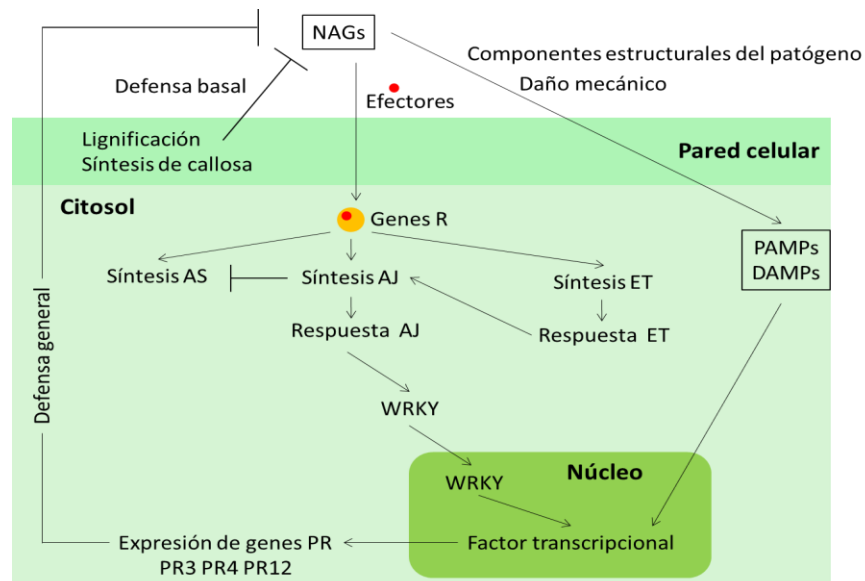 NAGs
Componentes estructurales del patógeno
Daño mecánico
Defensa basal
Efectores
Lignificación
Síntesis de callosa
Pared celular
Citosol
Genes R
PAMPs
DAMPs
Síntesis AS
Síntesis AJ
Síntesis ET
Respuesta AJ
Respuesta ET
Defensa general
WRKY
Núcleo
WRKY
Expresión de genes PR
PR3 PR4 PR12
Factor transcripcional